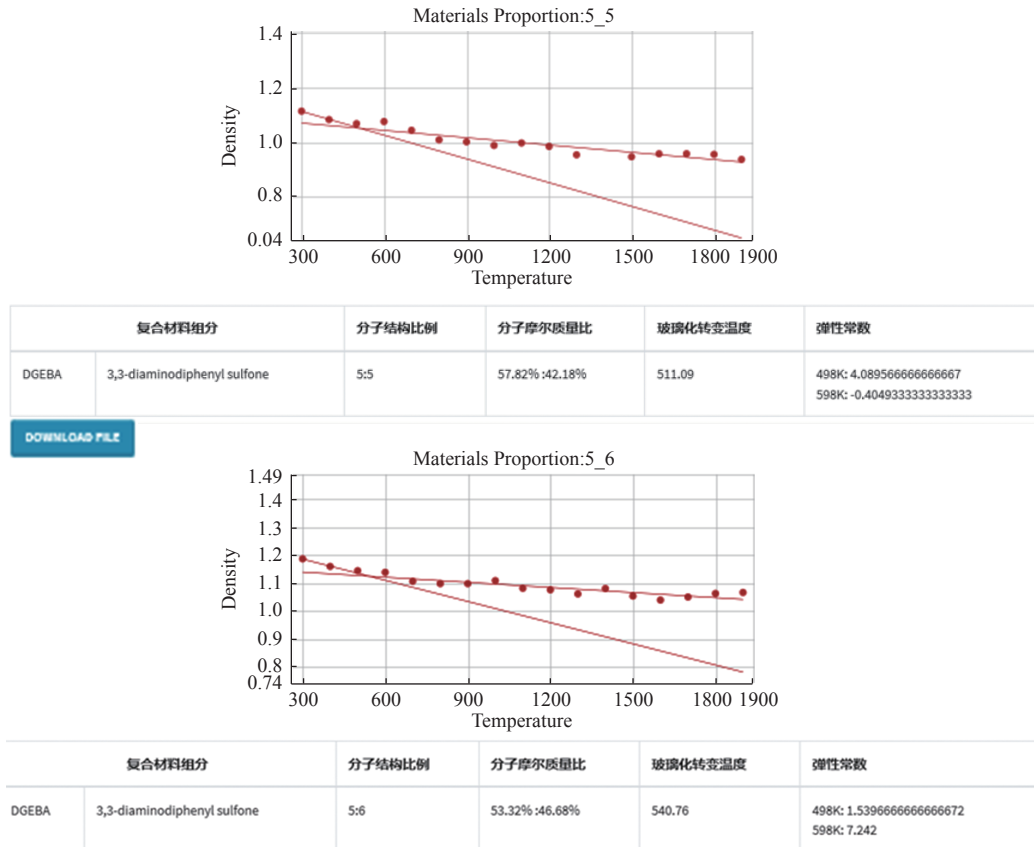 Materials Proportion:5_5
1.4
1.2
1.0
0.8
0.04
Density
300 600 900 1200 1500 1800 1900
Temperature
复合材料组分 分子结构比例 分子摩尔质量比 玻璃化转变温度 弹性常数
DGEBA 3,3-diaminodiphenyl sulfone 5:5 57.82% :42.18% 511.09 498K: 4.089566666666667
598K: -0.4049333333333333
DOWNLOAD FILE
Materials Proportion:5_6
1.49
1.4
1.3
1.2
1.1
1.0
0.9
0.8
0.74
Density
300 600 900 1200 1500 1800 1900
Temperature
复合材料组分 分子结构比例 分子摩尔质量比 玻璃化转变温度 弹性常数
DGEBA 3,3-diaminodiphenyl sulfone 5:6 53.32% :46.68% 540.76 498K: 1.5396666666666672
598K: 7.242